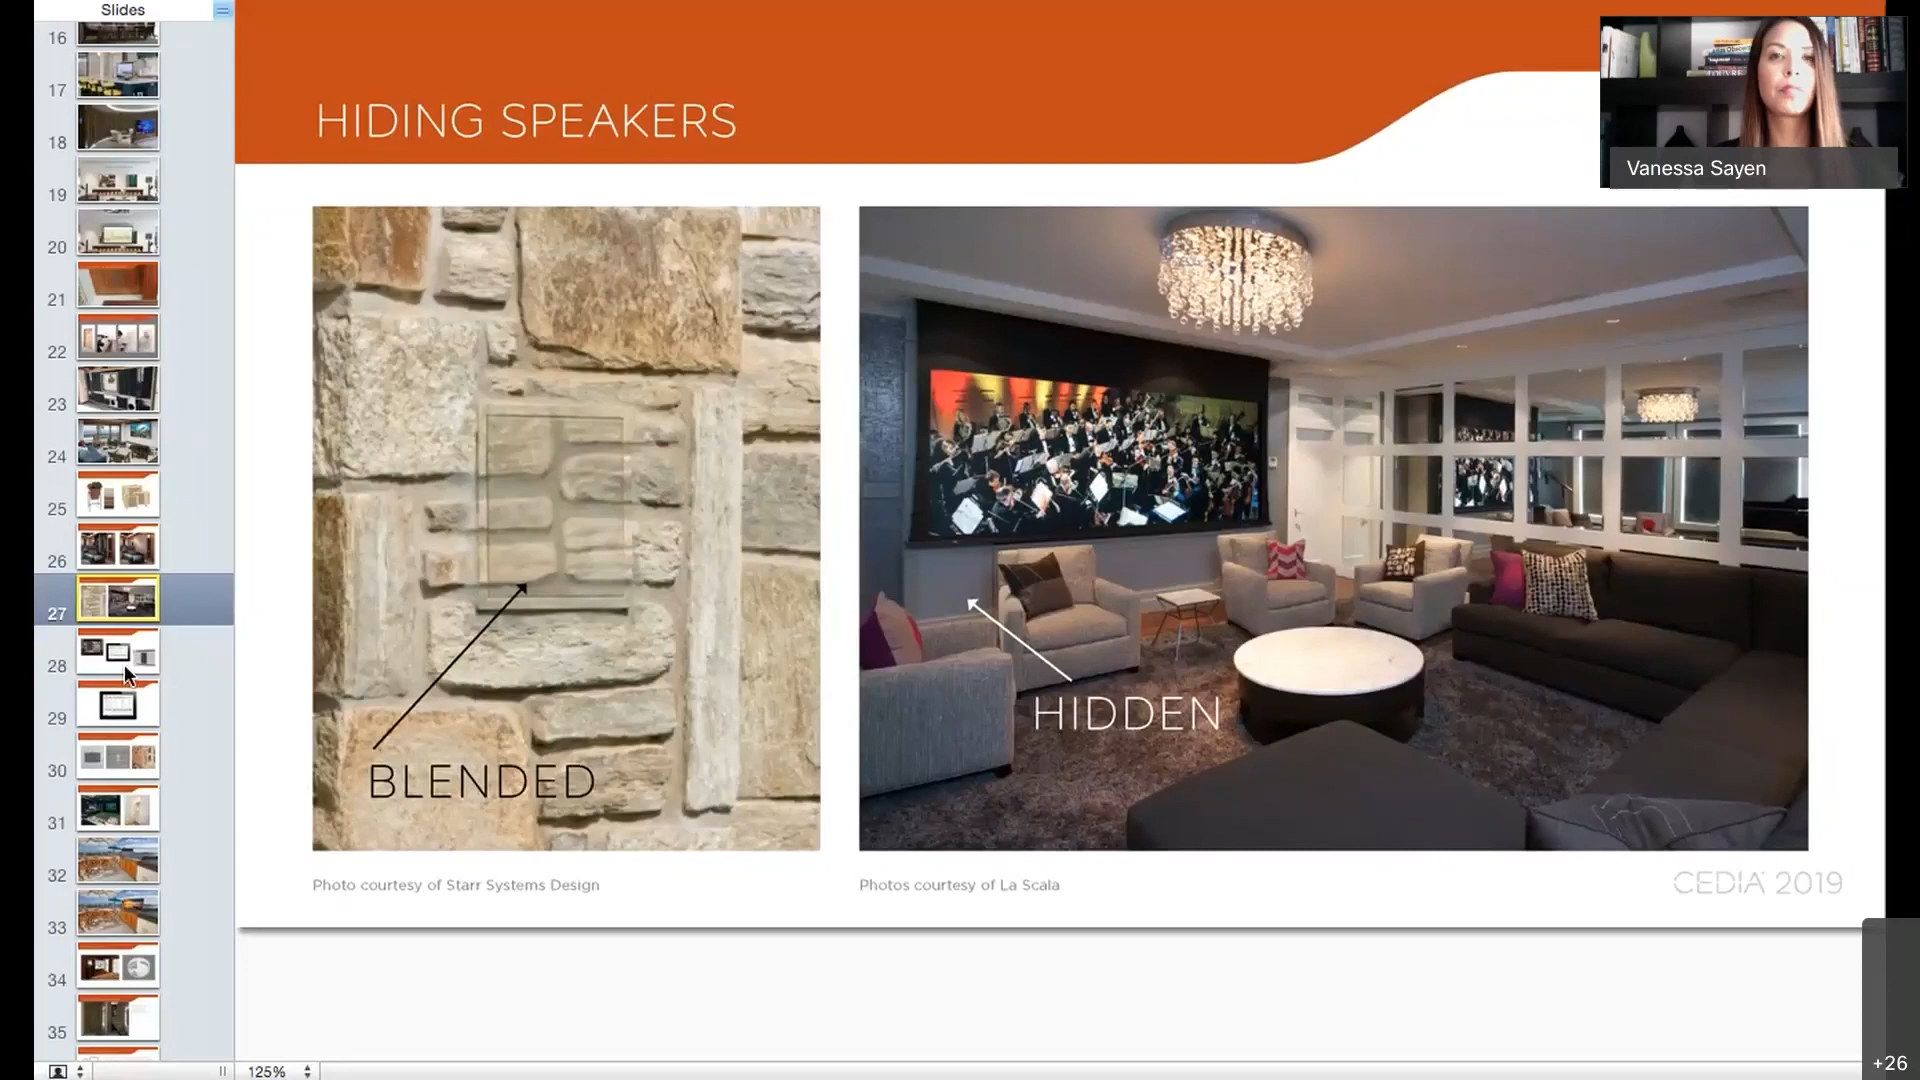 Slides
16
17
18
19
20
21
22
23
24
25
26
27
28
29
30
31
32
33
34
35
HIDING SPEAKERS
Vanessa Sayen
BLENDED
HIDDEN
Photo courtesy of Starr Systems Design
Photos courtesy of La Scala
CEDIA 2019
125%
+26